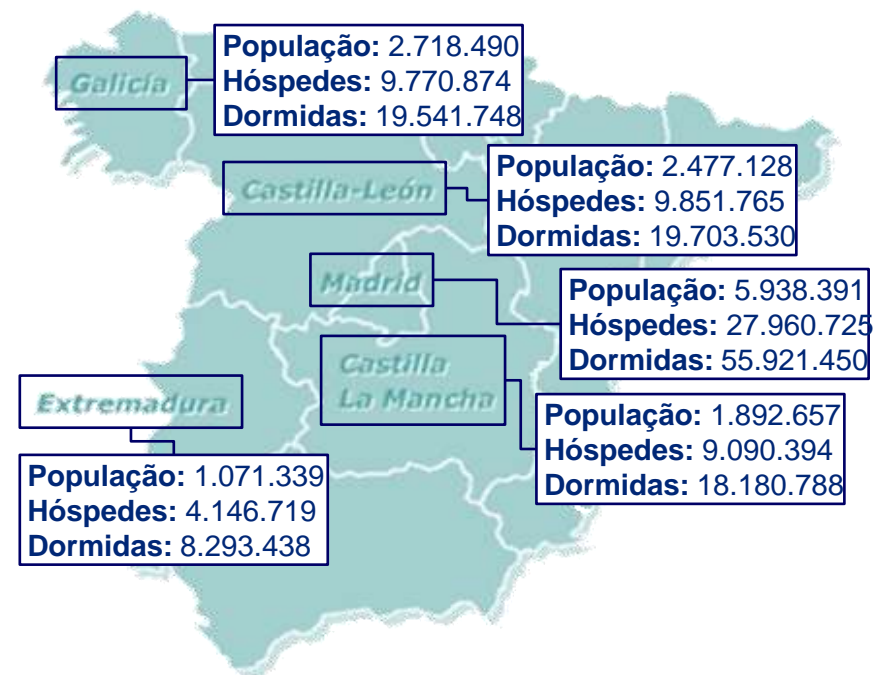 Galicia
População: 2.718.490
Hóspedes: 9.770.874
Dormidas: 19.541.748
Castilla-León
População: 2.477.128
Hóspedes: 9.851.765
Dormidas: 19.703.530
Madrid
População: 5.938.391
Hóspedes: 27.960.725
Dormidas: 55.921.450
Castilla
La Mancha
População: 1.892.657
Hóspedes: 9.090.394
Dormidas: 18.180.788
Extremadura
População: 1.071.339
Hóspedes: 4.146.719
Dormidas: 8.293.438